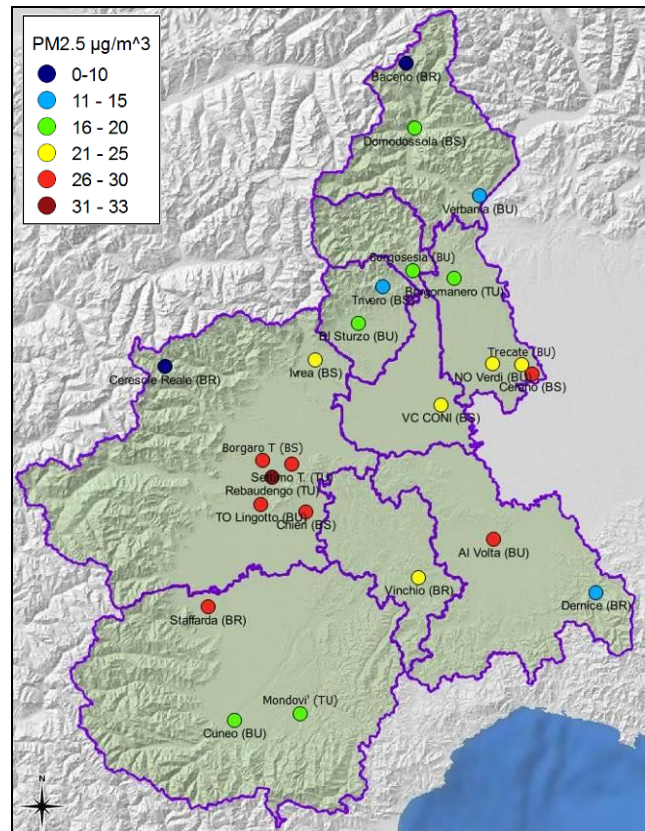 PM2.5 µg/m^3
0-10
11 - 15
16 - 20
21 - 25
26 - 30
31 - 33
Baceno (BR)
Domodossola (BS)
Verbania (BU)
Borgosesia (BU)
Trivero (BS)
Borgomanero (TU)
BI Sturzo (BU)
Ivrea (BS)
Ceresole Reale (BR)
Trecate (BU)
NO Verdi (BU)
Cerano (BS)
VC CONI (BS)
Borgaro T (BS)
Settimo T. (TU)
Rebaudengo (TU)
TO Lingotto (BU)
Chieri (BS)
Al Volta (BU)
Vinchio (BR)
Dernice (BR)
Staffarda (BR)
Mondovi' (TU)
Cuneo (BU)
N